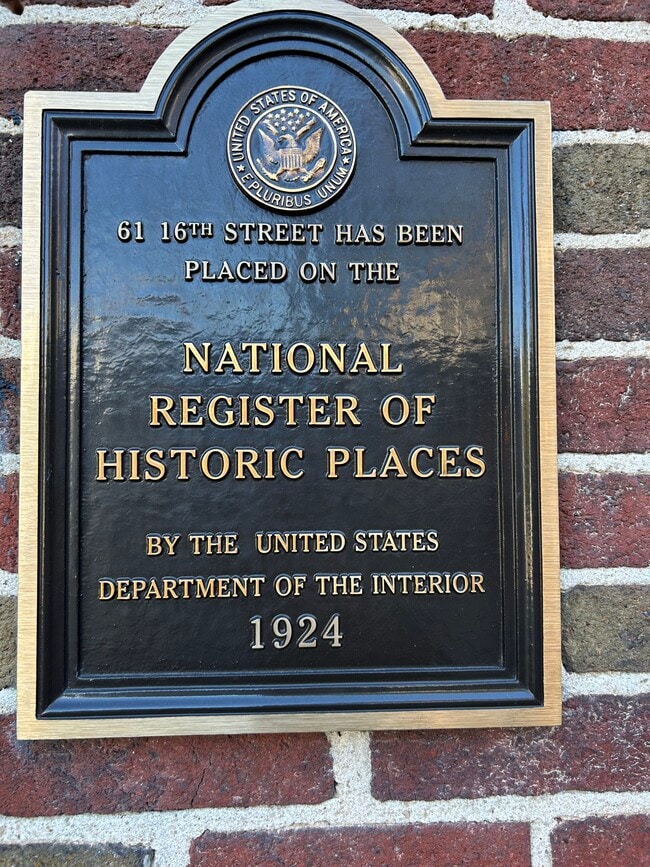 UNITED STATES OF AMERICA
★ E PLURIBUS UNUM ★
61 16TH STREET HAS BEEN
PLACED ON THE
NATIONAL
REGISTER OF
HISTORIC PLACES
BY THE UNITED STATES
DEPARTMENT OF THE INTERIOR
1924